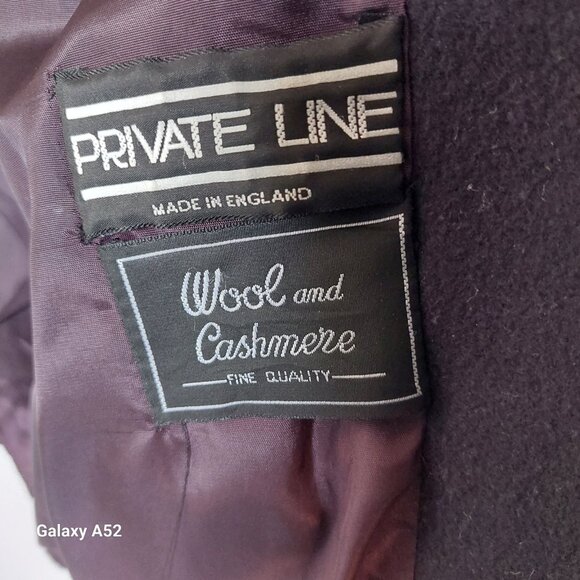 PRIVATE LINE
MADE IN ENGLAND
Wool and
Cashmere
FINE QUALITY
Galaxy A52